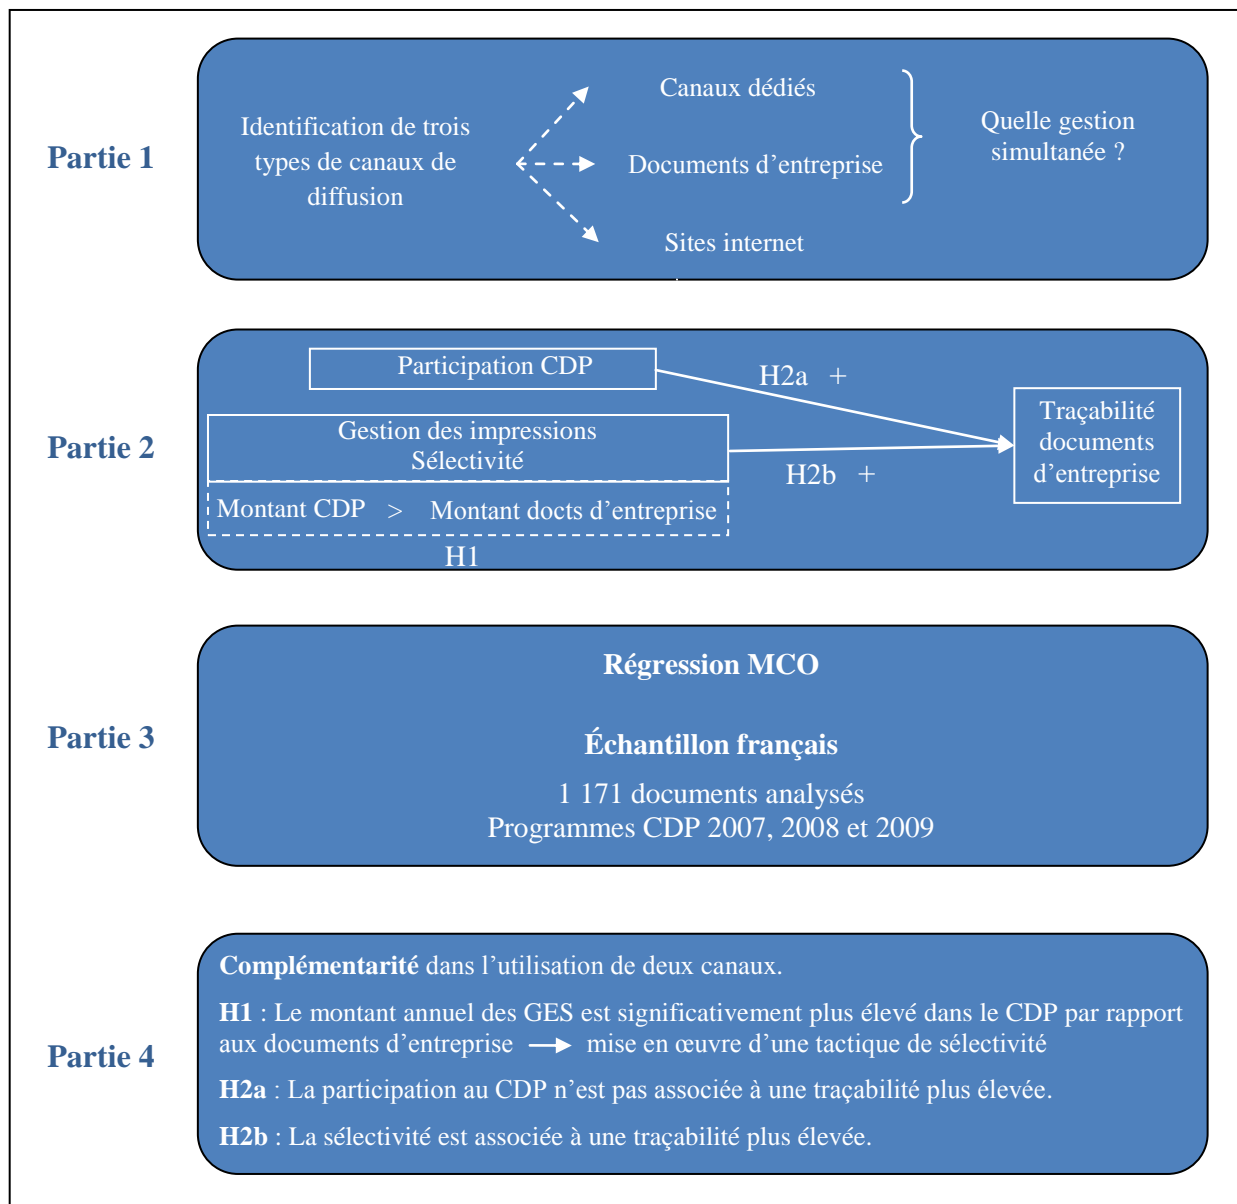 Partie 1
Identification de trois
types de canaux de
diffusion
Canaux dédiés
Documents d’entreprise
Sites internet
Quelle gestion
simultanée ?
Partie 2
Participation CDP
Gestion des impressions
Sélectivité
Montant CDP > Montant docts d’entreprise
H1
H2a +
H2b +
Traçabilité
documents
d’entreprise
Partie 3
Régression MCO
Échantillon français
1 171 documents analysés
Programmes CDP 2007, 2008 et 2009
Partie 4
Complémentarité dans l’utilisation de deux canaux.
H1 : Le montant annuel des GES est significativement plus élevé dans le CDP par rapport
aux documents d’entreprise → mise en œuvre d’une tactique de sélectivité
H2a : La participation au CDP n’est pas associée à une traçabilité plus élevée.
H2b : La sélectivité est associée à une traçabilité plus élevée.